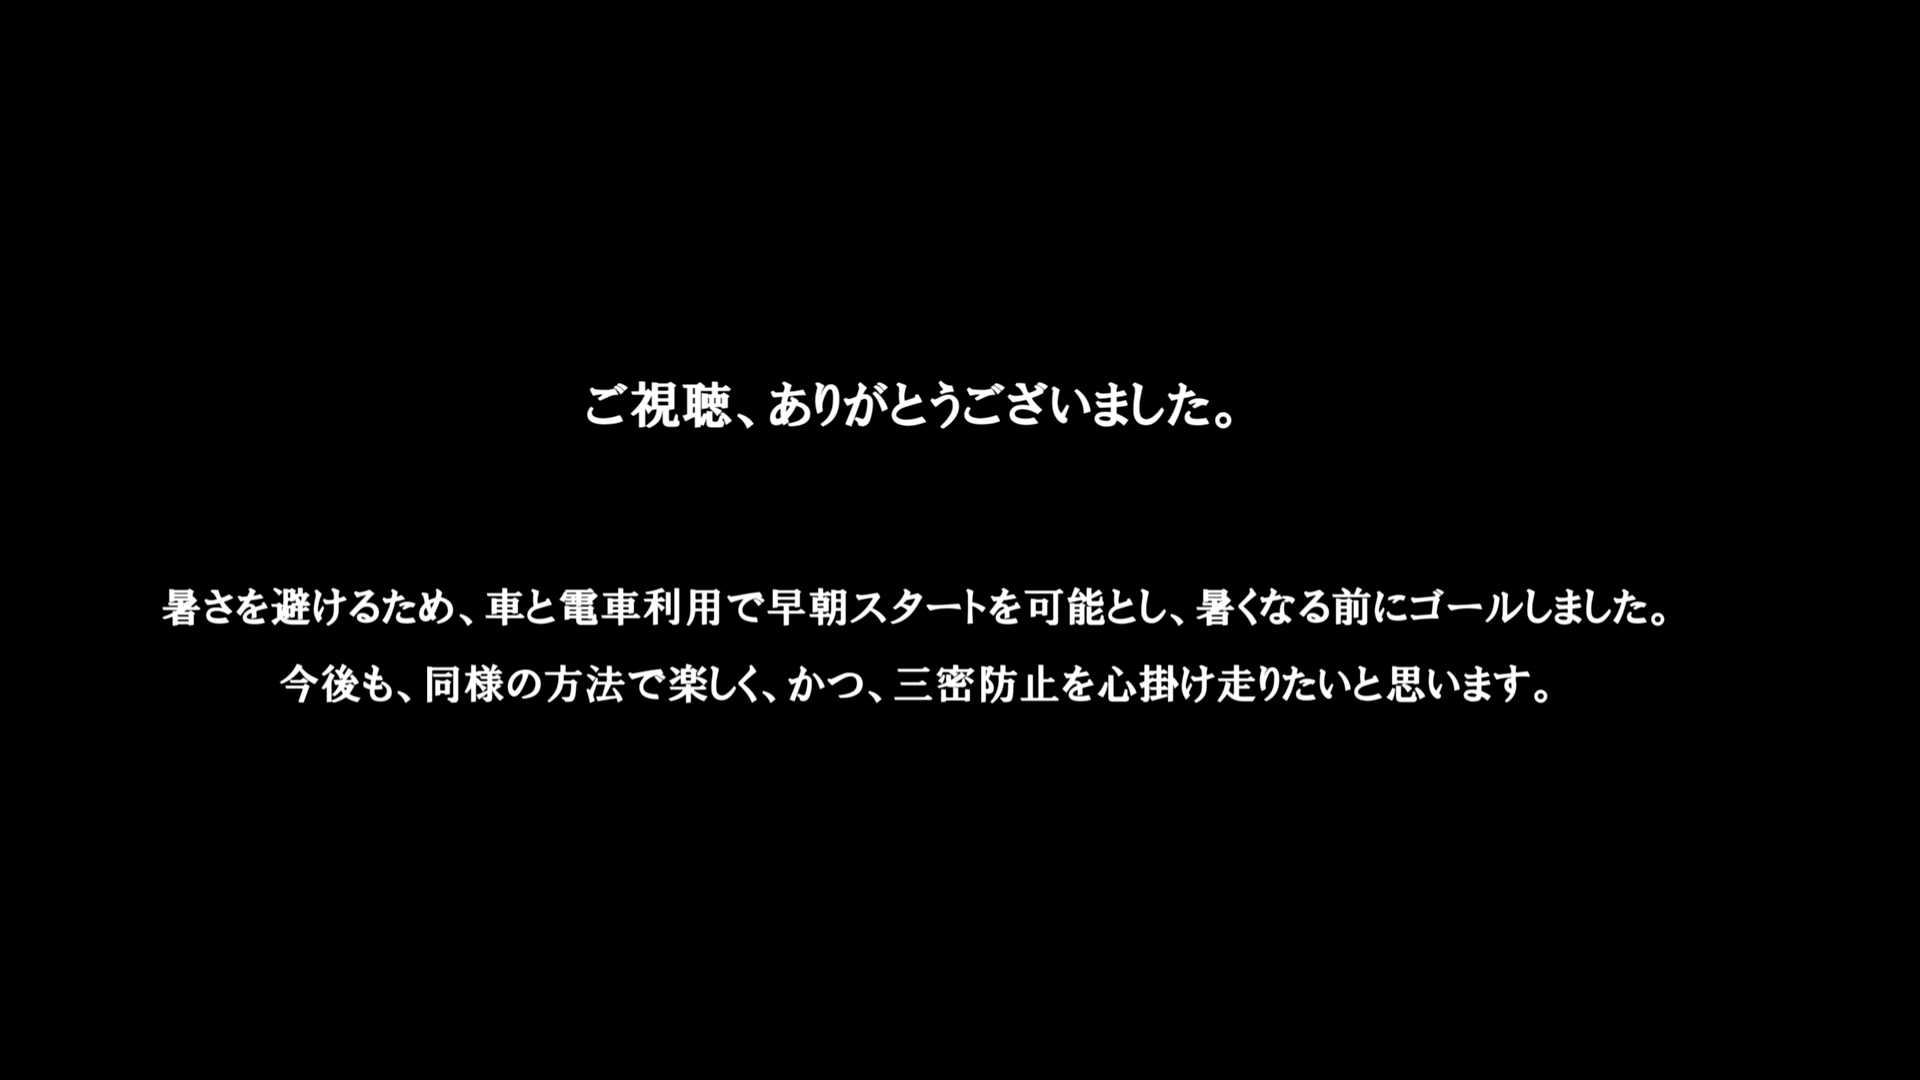 ご視聴、ありがとうございました。
暑さを避けるため、車と電車利用で早朝スタートを可能とし、暑くなる前にゴールしました。
今後も、同様の方法で楽しく、かつ、三密防止を心掛け走りたいと思います。